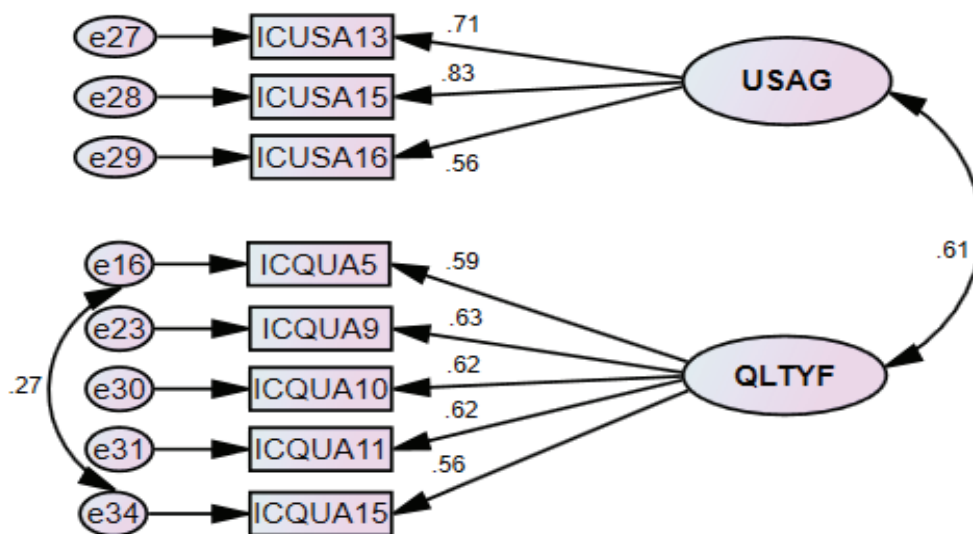 e27 ICUSA13 .71
e28 ICUSA15 .83 USAG
e29 ICUSA16 .56
e16 ICQUA5 .59 .61
e23 ICQUA9 .63
.27 e30 ICQUA10 .62 QLTYF
e31 ICQUA11 .62
e34 ICQUA15 .56